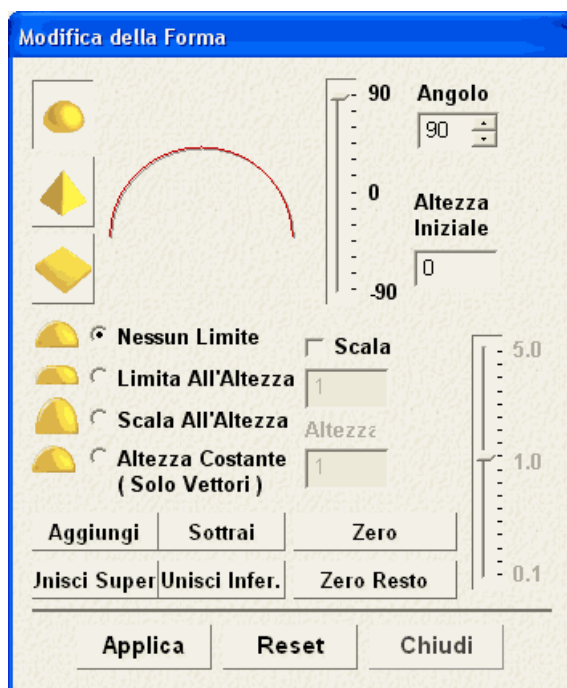 Modifica della Forma
90
Angolo
90
0
Altezza
Iniziale
0
-90
Nessun Limite
Limita All'Altezza
Scala All'Altezza
Altezza Costante
( Solo Vettori )
Scala
1
Altezza
1
5.0
1.0
0.1
Aggiungi
Sottrai
Zero
Unisci Super
Unisci Infer.
Zero Resto
Applica
Reset
Chiudi